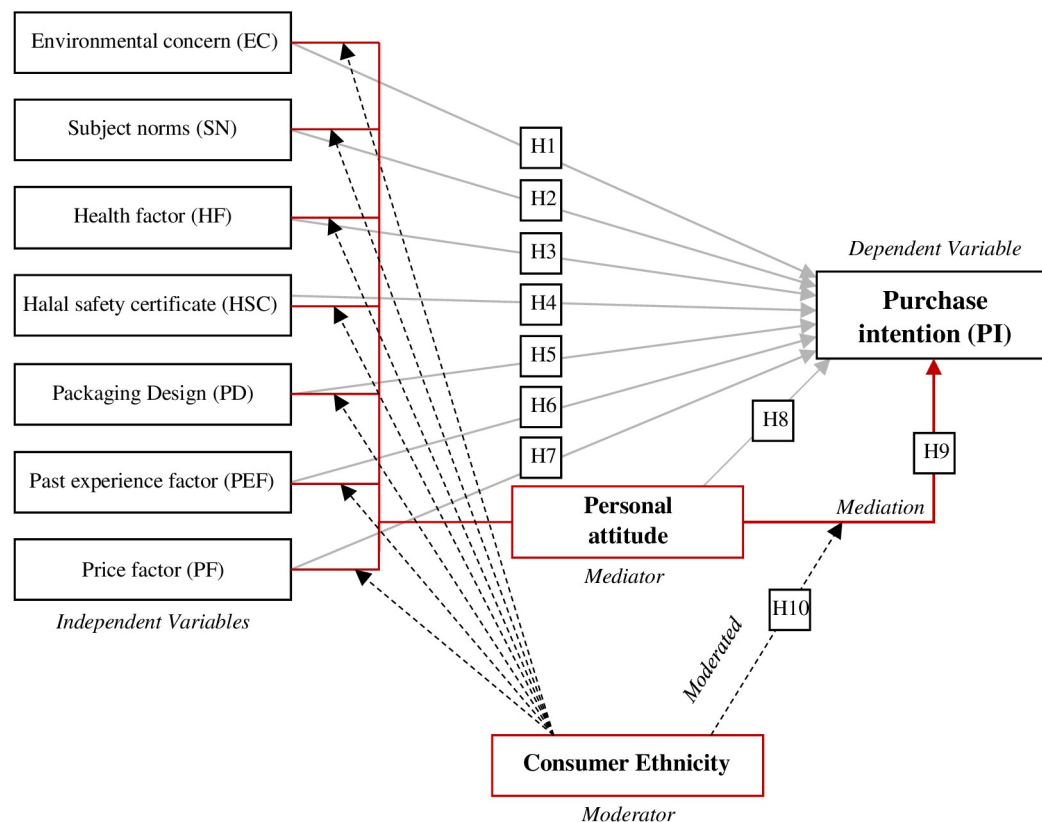 Environmental concern (EC)
Subject norms (SN)
Health factor (HF)
Halal safety certificate (HSC)
Packaging Design (PD)
Past experience factor (PEF)
Price factor (PF)
Independent Variables
H1
H2
H3
H4
H5
H6
H7
Dependent Variable
Purchase
intention (PI)
H8
H9
Personal
attitude
Mediator
Mediation
H10
Moderated
Consumer Ethnicity
Moderator